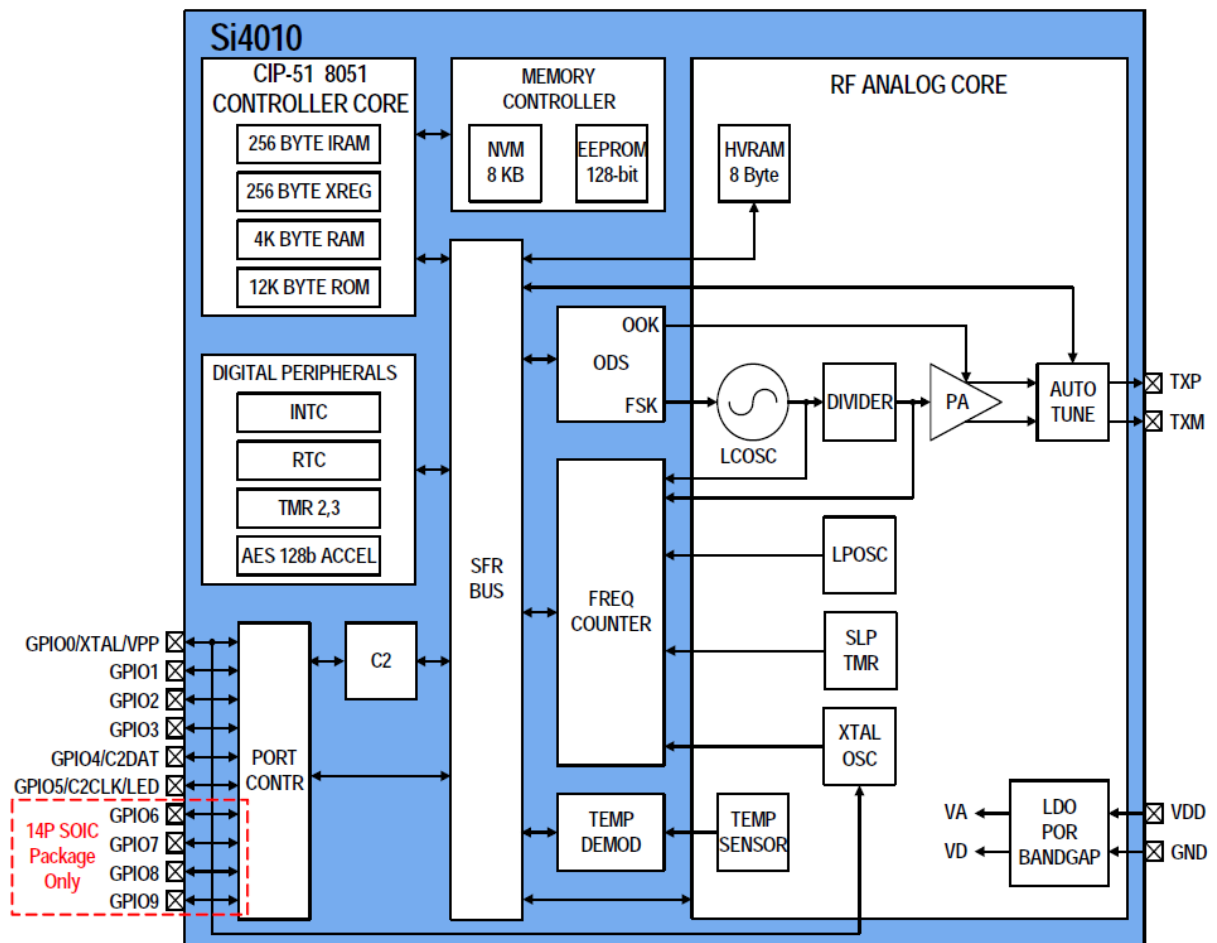 Si4010
CIP-51 8051
CONTROLLER CORE
256 BYTE IRAM
256 BYTE XREG
4K BYTE RAM
12K BYTE ROM
MEMORY
CONTROLLER
NVM
8 KB
EEPROM
128-bit
RF ANALOG CORE
HVRAM
8 Byte
DIGITAL PERIPHERALS
INTC
RTC
TMR 2,3
AES 128b ACCEL
SFR
BUS
OOK
ODS
FSK
LCOSC
DIVIDER
PA
AUTO
TUNE
TXP
TXM
FREQ
COUNTER
LPOSC
SLP
TMR
XTAL
OSC
GPIO0/XTAL/VPP
GPIO1
GPIO2
GPIO3
GPIO4/C2DAT
GPIO5/C2CLK/LED
GPIO6
GPIO7
GPIO8
GPIO9
14P SOIC
Package
Only
PORT
CONTR
C2
TEMP
DEMOD
TEMP
SENSOR
VA
VD
LDO
POR
BANDGAP
VDD
GND